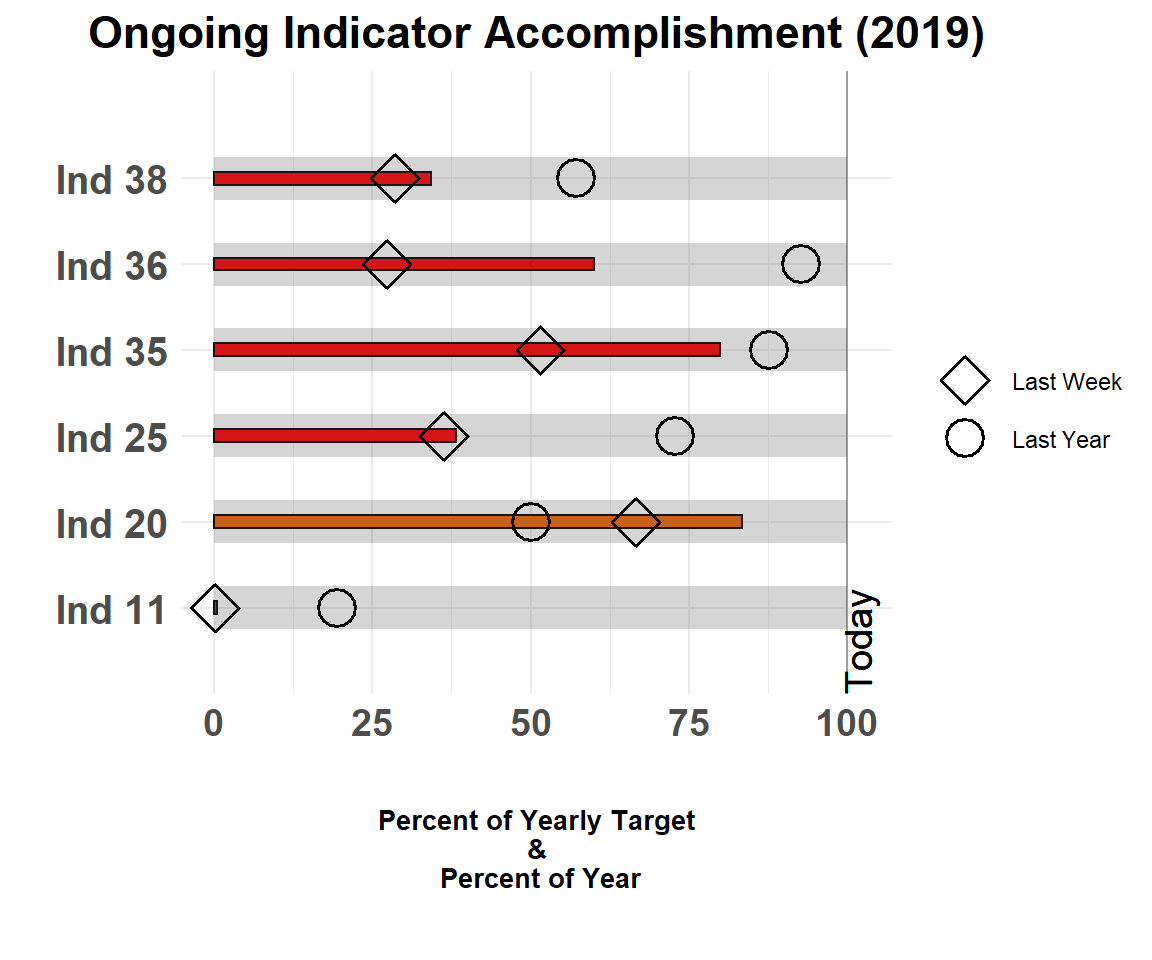 Ongoing Indicator Accomplishment (2019)
Ind 38
Ind 36
Ind 35
Ind 25
Ind 20
Ind 11
Today
0 25 50 75 100
Percent of Yearly Target
&
Percent of Year
Last Week
Last Year